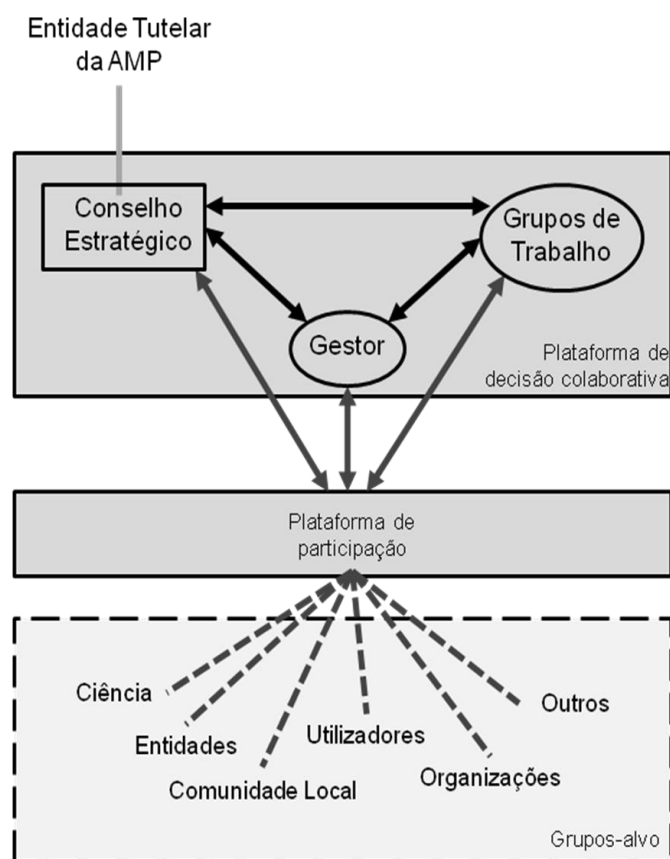 Entidade Tutelar
da AMP
Conselho
Estratégico
Grupos de
Trabalho
Gestor
Plataforma de
decisão colaborativa
Plataforma de
participação
Ciência
Entidades
Comunidade Local
Utilizadores
Organizações
Outros
Grupos-alvo